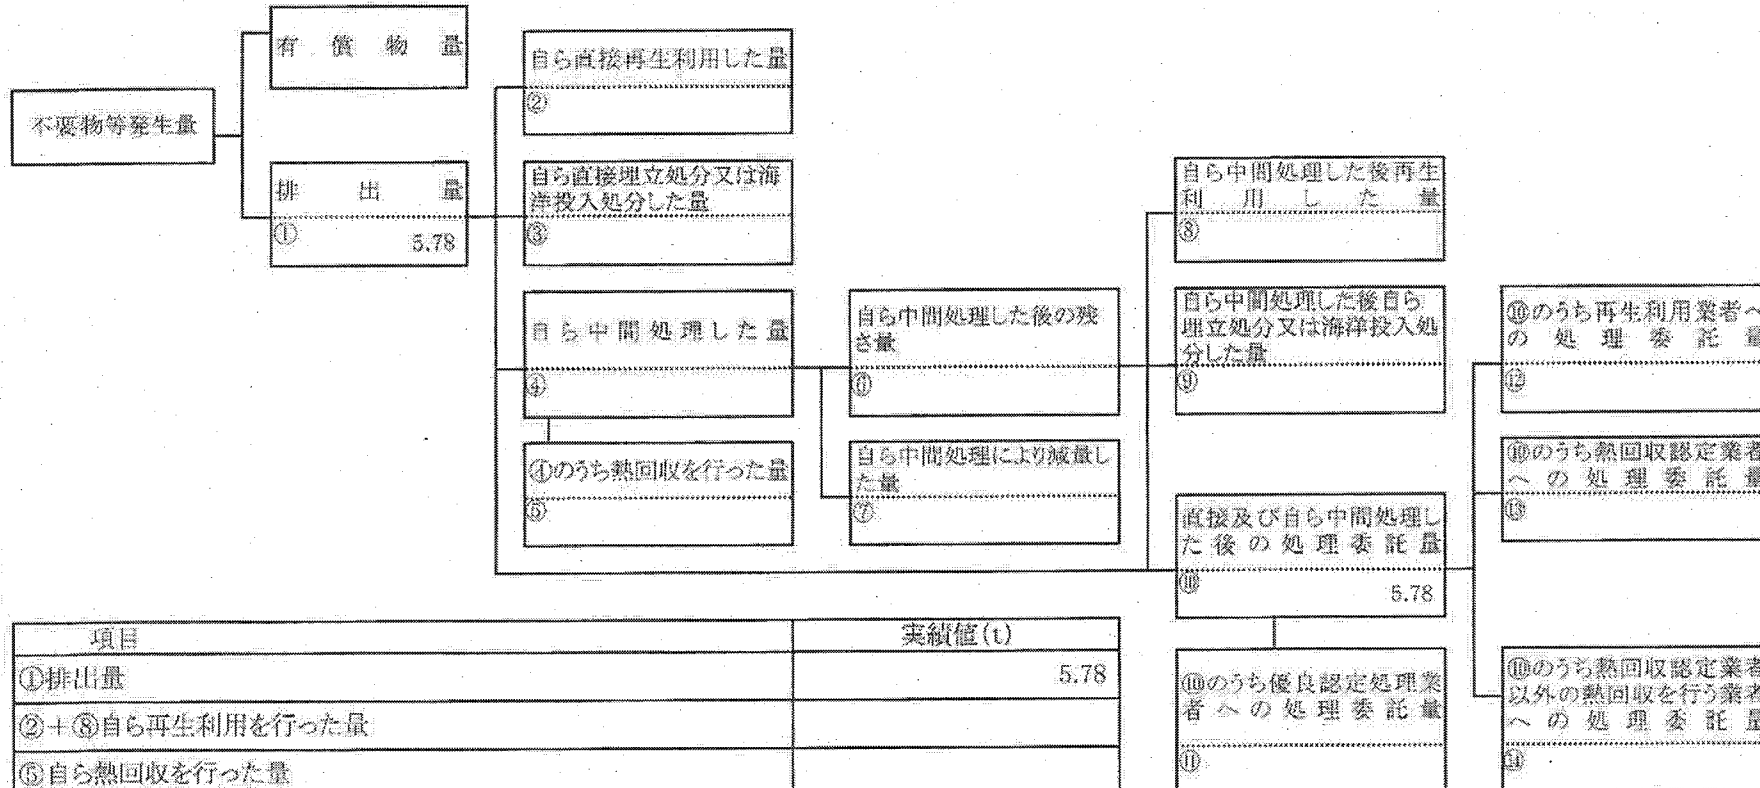 有償物量
不要物等発生量
排出量
①
5.78
自ら直接再生利用した量
②
自ら直接埋立処分又は海
洋投入処分した量
③
自ら中間処理した量
④
④のうち熱回収を行った量
⑤
自ら中間処理した後の残
さ量
⑥
自ら中間処理により減量し
た量
⑦
自ら中間処理した後再生
利用した量
⑧
自ら中間処理した後自ら
埋立処分又は海洋投入処
分した量
⑨
直接及び自ら中間処理し
た後の処理委託量
⑩
5.78
⑩のうち優良認定処理業
者への処理委託量
⑪
⑩のうち再生利用業者へ
の処理委託量
⑫
⑩のうち熱回収認定業者
への処理委託量
⑬
⑩のうち熱回収認定業者
以外の熱回収を行う業者
への処理委託量
⑭
項目 実績値(t)
①排出量 5.78
②+⑧自ら再生利用を行った量
⑤自ら熱回収を行った量